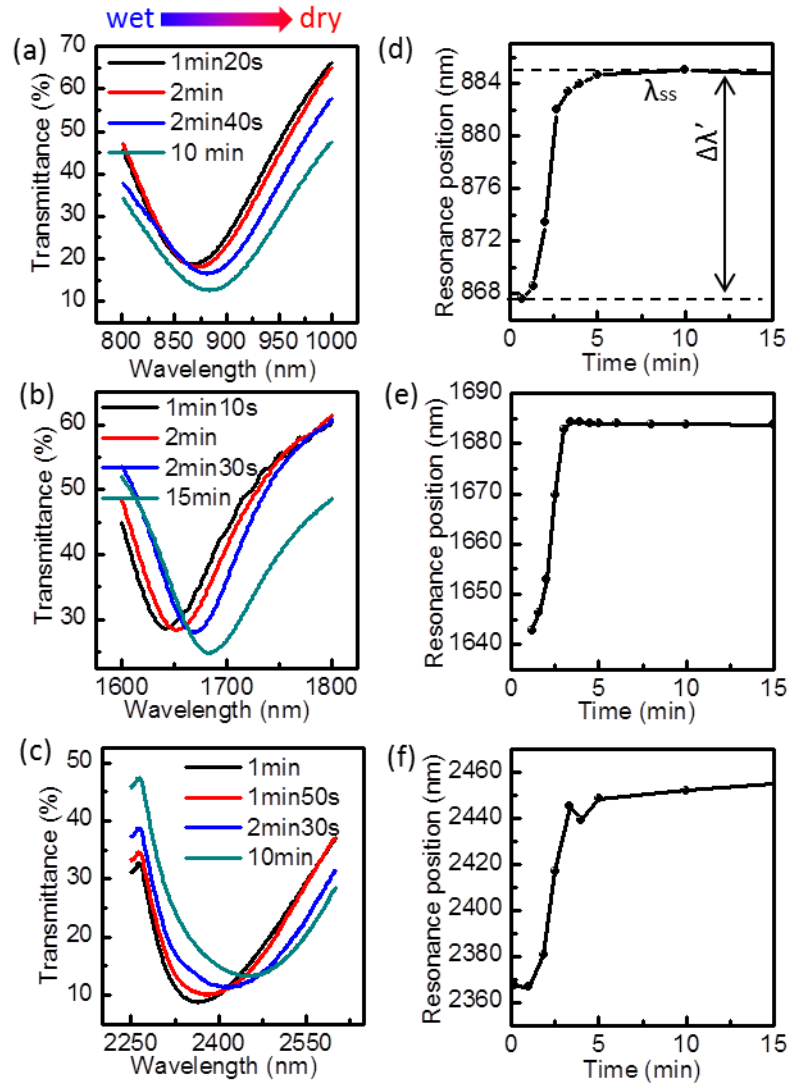 wet dry
(a)
70
60
50
40
30
20
10
Transmittance (%)
1min20s
2min
2min40s
10 min
800 850 900 950 1000
Wavelength (nm)
(d)
884
880
876
872
868
Resonance position (nm)
λss
Δλ'
0 5 10 15
Time (min)
(b)
60
50
40
30
Transmittance (%)
1min10s
2min
2min30s
15min
1600 1700 1800
Wavelength (nm)
(e)
1690
1680
1670
1660
1650
1640
Resonance position (nm)
0 5 10 15
Time (min)
(c)
50
40
30
20
10
Transmittance (%)
1min
1min50s
2min30s
10min
2250 2400 2550
Wavelength (nm)
(f)
2460
2440
2420
2400
2380
2360
Resonance position (nm)
0 5 10 15
Time (min)